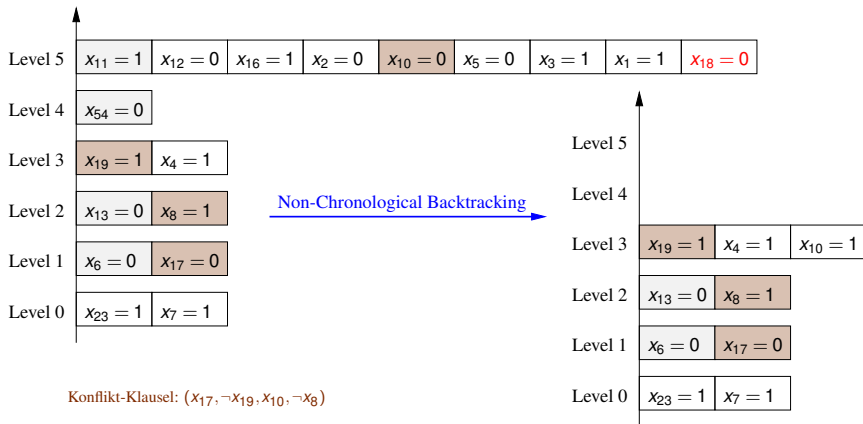 Level 5 x₁₁ = 1 x₁₂ = 0 x₁₆ = 1 x₂ = 0 x₁₀ = 0 x₅ = 0 x₃ = 1 x₁ = 1 x₁₈ = 0
Level 4 x₅₄ = 0
Level 3 x₁₉ = 1 x₄ = 1
Level 2 x₁₃ = 0 x₈ = 1
Level 1 x₆ = 0 x₁₇ = 0
Level 0 x₂₃ = 1 x₇ = 1
Konflikt-Klausel: (x₁₇, ¬x₁₉, x₁₀, ¬x₈)
Non-Chronological Backtracking
Level 5
Level 4
Level 3 x₁₉ = 1 x₄ = 1 x₁₀ = 1
Level 2 x₁₃ = 0 x₈ = 1
Level 1 x₆ = 0 x₁₇ = 0
Level 0 x₂₃ = 1 x₇ = 1